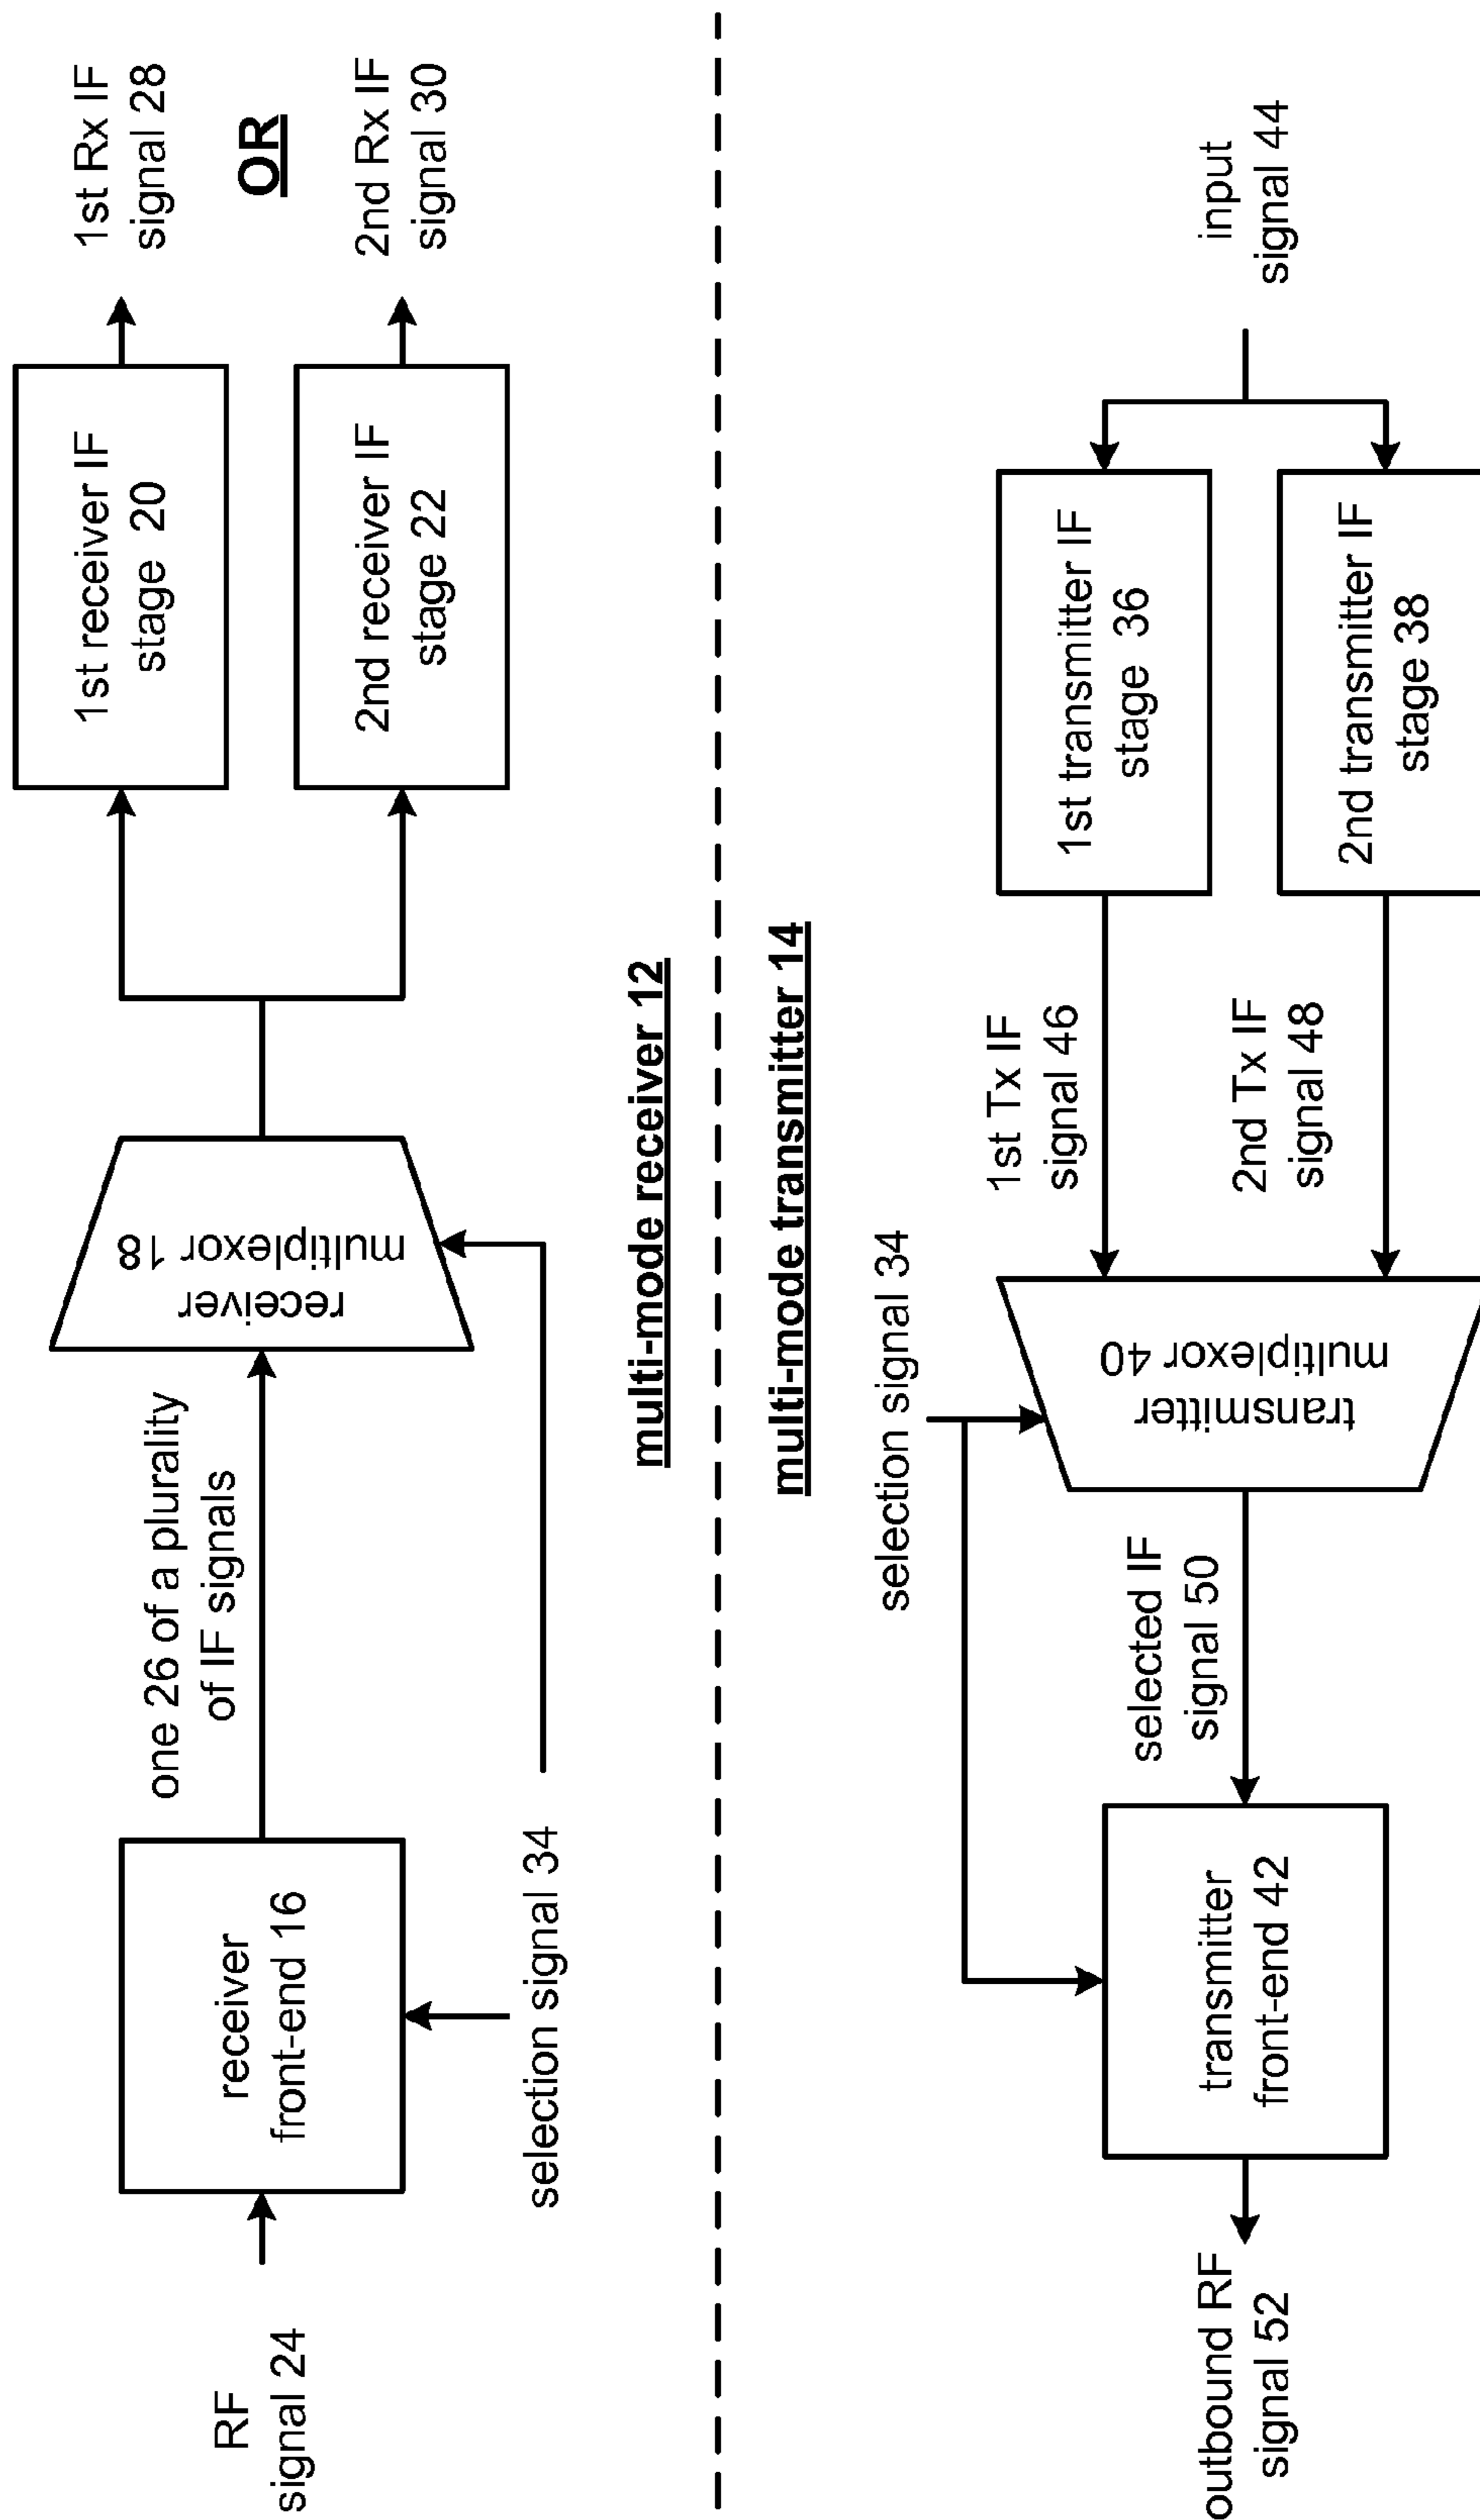 RF
signal 24
receiver
front-end 16
one 26 of a plurality
of IF signals
selection signal 34
receiver
multiplexor 18
1st receiver IF
stage 20
2nd receiver IF
stage 22
1st Rx IF
signal 28
OR
2nd Rx IF
signal 30
multi-mode receiver 12
multi-mode transmitter 14
selection signal 34
outbound RF
signal 52
transmitter
front-end 42
selected IF
signal 50
transmitter
multiplexor 40
1st Tx IF
signal 46
2nd Tx IF
signal 48
1st transmitter IF
stage 36
2nd transmitter IF
stage 38
input
signal 44